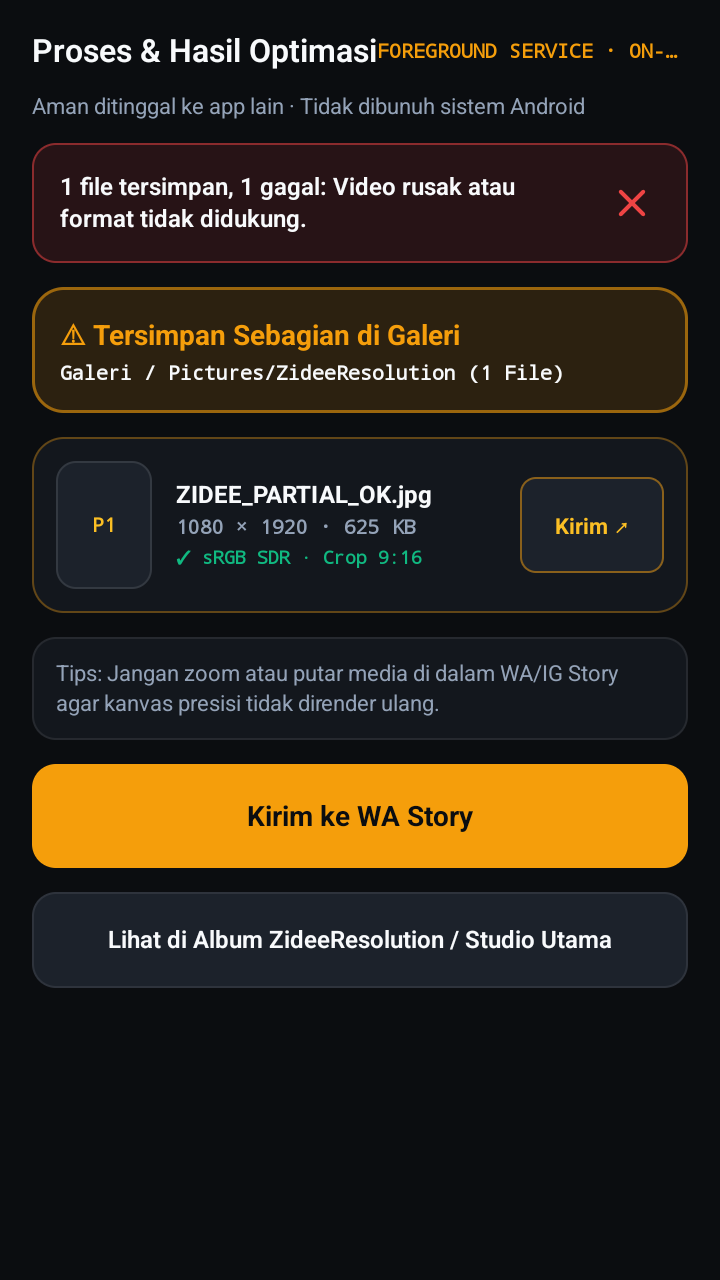 Proses & Hasil Optimasi FOREGROUND SERVICE · ON-…
Aman ditinggal ke app lain · Tidak dibunuh sistem Android
1 file tersimpan, 1 gagal: Video rusak atau
format tidak didukung.
⚠ Tersimpan Sebagian di Galeri
Galeri / Pictures/ZideeResolution (1 File)
P1
ZIDEE_PARTIAL_OK.jpg
1080 × 1920 · 625 KB
✓ sRGB SDR · Crop 9:16
Kirim ↗
Tips: Jangan zoom atau putar media di dalam WA/IG Story
agar kanvas presisi tidak dirender ulang.
Kirim ke WA Story
Lihat di Album ZideeResolution / Studio Utama